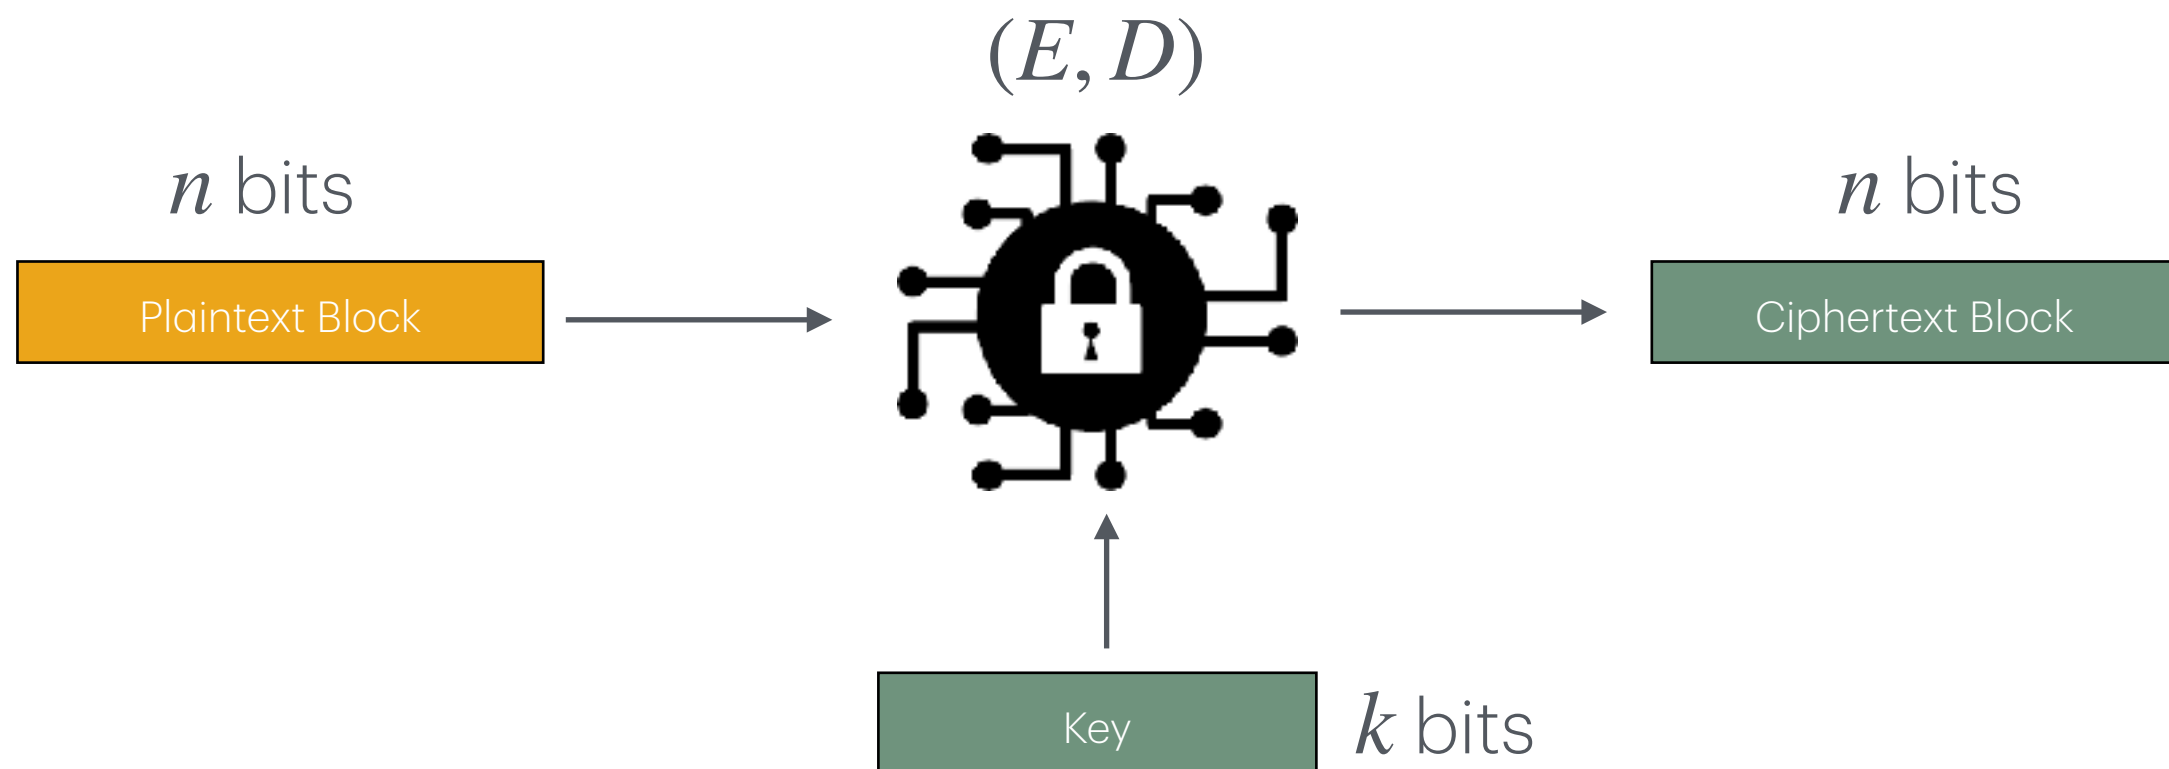 (E, D)
n bits
n bits
Plaintext Block
Ciphertext Block
Key
k bits